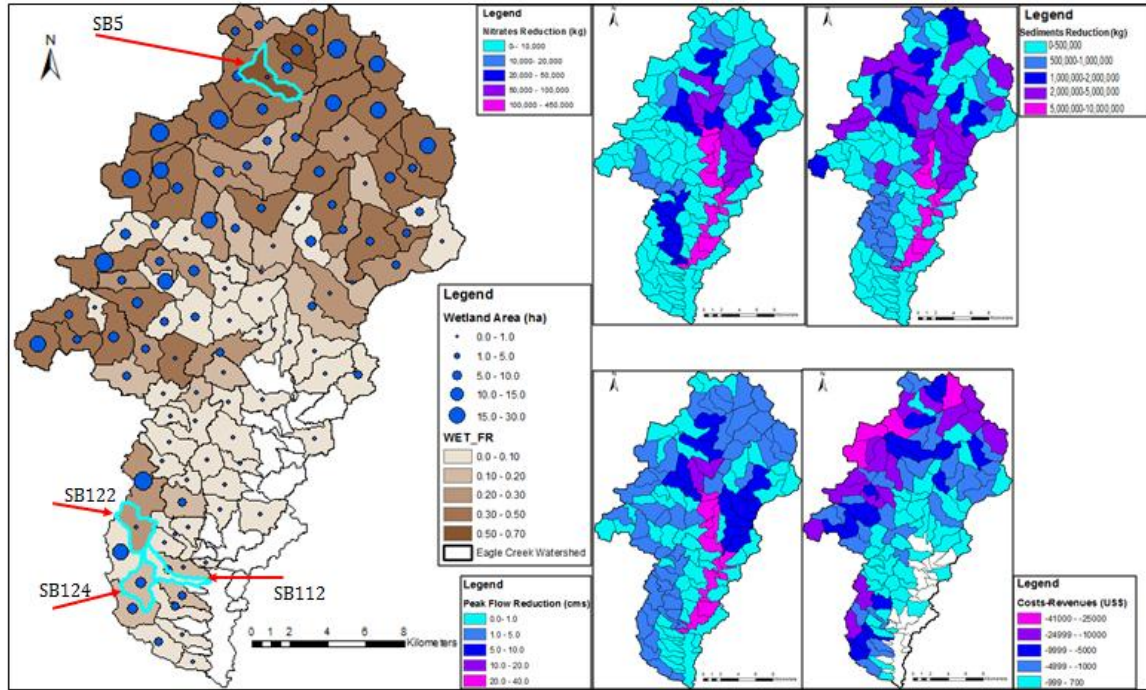 SB5
N
SB122
SB124
SB112
Legend
Wetland Area (ha)
0.0 - 1.0
1.0 - 5.0
5.0 - 10.0
10.0 - 15.0
15.0 - 30.0
WET_FR
0.0 - 0.10
0.10 - 0.20
0.20 - 0.30
0.30 - 0.50
0.50 - 0.70
Eagle Creek Watershed
0 1 2 4 6 8
Kilometers
Legend
Nitrates Reduction (kg)
0-- 10,000
10,000- 20,000
20,000 - 50,000
50,000 - 100,000
100,000 - 450,000
N
Legend
Sediments Reduction (kg)
0-500,000
500,000-1,000,000
1,000,000-2,000,000
2,000,000-5,000,000
5,000,000-10,000,000
N
Legend
Peak Flow Reduction (cms)
0.0- 1.0
1.0 - 5.0
5.0 - 10.0
10.0 - 20.0
20.0 - 40.0
N
Legend
Costs-Revenues (US$)
-41000 - -25000
-24999 - -10000
-9999 - -5000
-4999 - -1000
-999 - 700
N